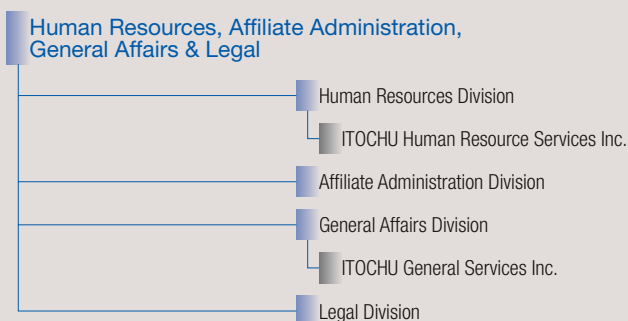 Human Resources, Affiliate Administration,
General Affairs & Legal
Human Resources Division
ITOCHU Human Resource Services Inc.
Affiliate Administration Division
General Affairs Division
ITOCHU General Services Inc.
Legal Division